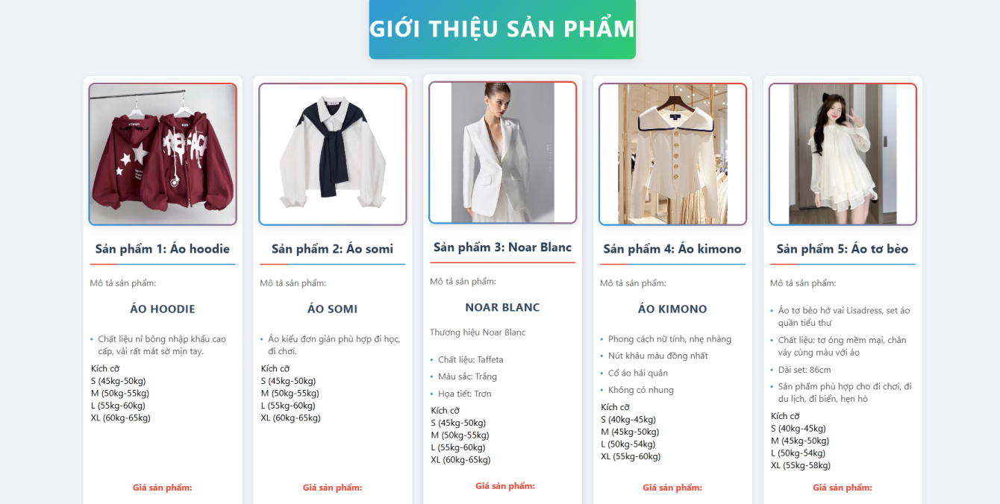 GIỚI THIỆU SẢN PHẨM
Sản phẩm 1: Áo hoodie
Mô tả sản phẩm:
ÁO HOODIE
• Chất liệu nỉ bông nhập khẩu cao
cấp, vải rất mát sờ mịn tay.
Kích cỡ
S (45kg-50kg)
M (50kg-55kg)
L (55kg-60kg)
XL (60kg-65kg)
Giá sản phẩm:
Sản phẩm 2: Áo somi
Mô tả sản phẩm:
ÁO SOMI
• Áo kiểu đơn giản phù hợp đi học,
đi chơi.
Kích cỡ
S (45kg-50kg)
M (50kg-55kg)
L (55kg-60kg)
XL (60kg-65kg)
Giá sản phẩm:
Sản phẩm 3: Noar Blanc
Mô tả sản phẩm:
NOAR BLANC
Thương hiệu Noar Blanc
• Chất liệu: Taffeta
• Màu sắc: Trắng
• Họa tiết: Trơn
Kích cỡ
S (45kg-50kg)
M (50kg-55kg)
L (55kg-60kg)
XL (60kg-65kg)
Giá sản phẩm:
Sản phẩm 4: Áo kimono
Mô tả sản phẩm:
ÁO KIMONO
• Phong cách nữ tính, nhẹ nhàng
• Nút khâu màu đồng nhất
• Cổ áo hải quân
• Không có nhung
Kích cỡ
S (40kg-45kg)
M (45kg-50kg)
L (50kg-54kg)
XL (55kg-60kg)
Giá sản phẩm:
Sản phẩm 5: Áo tơ bèo
Mô tả sản phẩm:
• Áo tơ bèo hở vai Lisadress, set áo
quần tiểu thư
• Chất liệu: tơ óng mềm mại, chân
váy cùng màu với áo
• Dài set: 86cm
• Sản phẩm phù hợp cho đi chơi, đi
du lịch, đi biển, hẹn hò
Kích cỡ
S (40kg-45kg)
M (45kg-50kg)
L (50kg-54kg)
XL (55kg-58kg)
Giá sản phẩm: